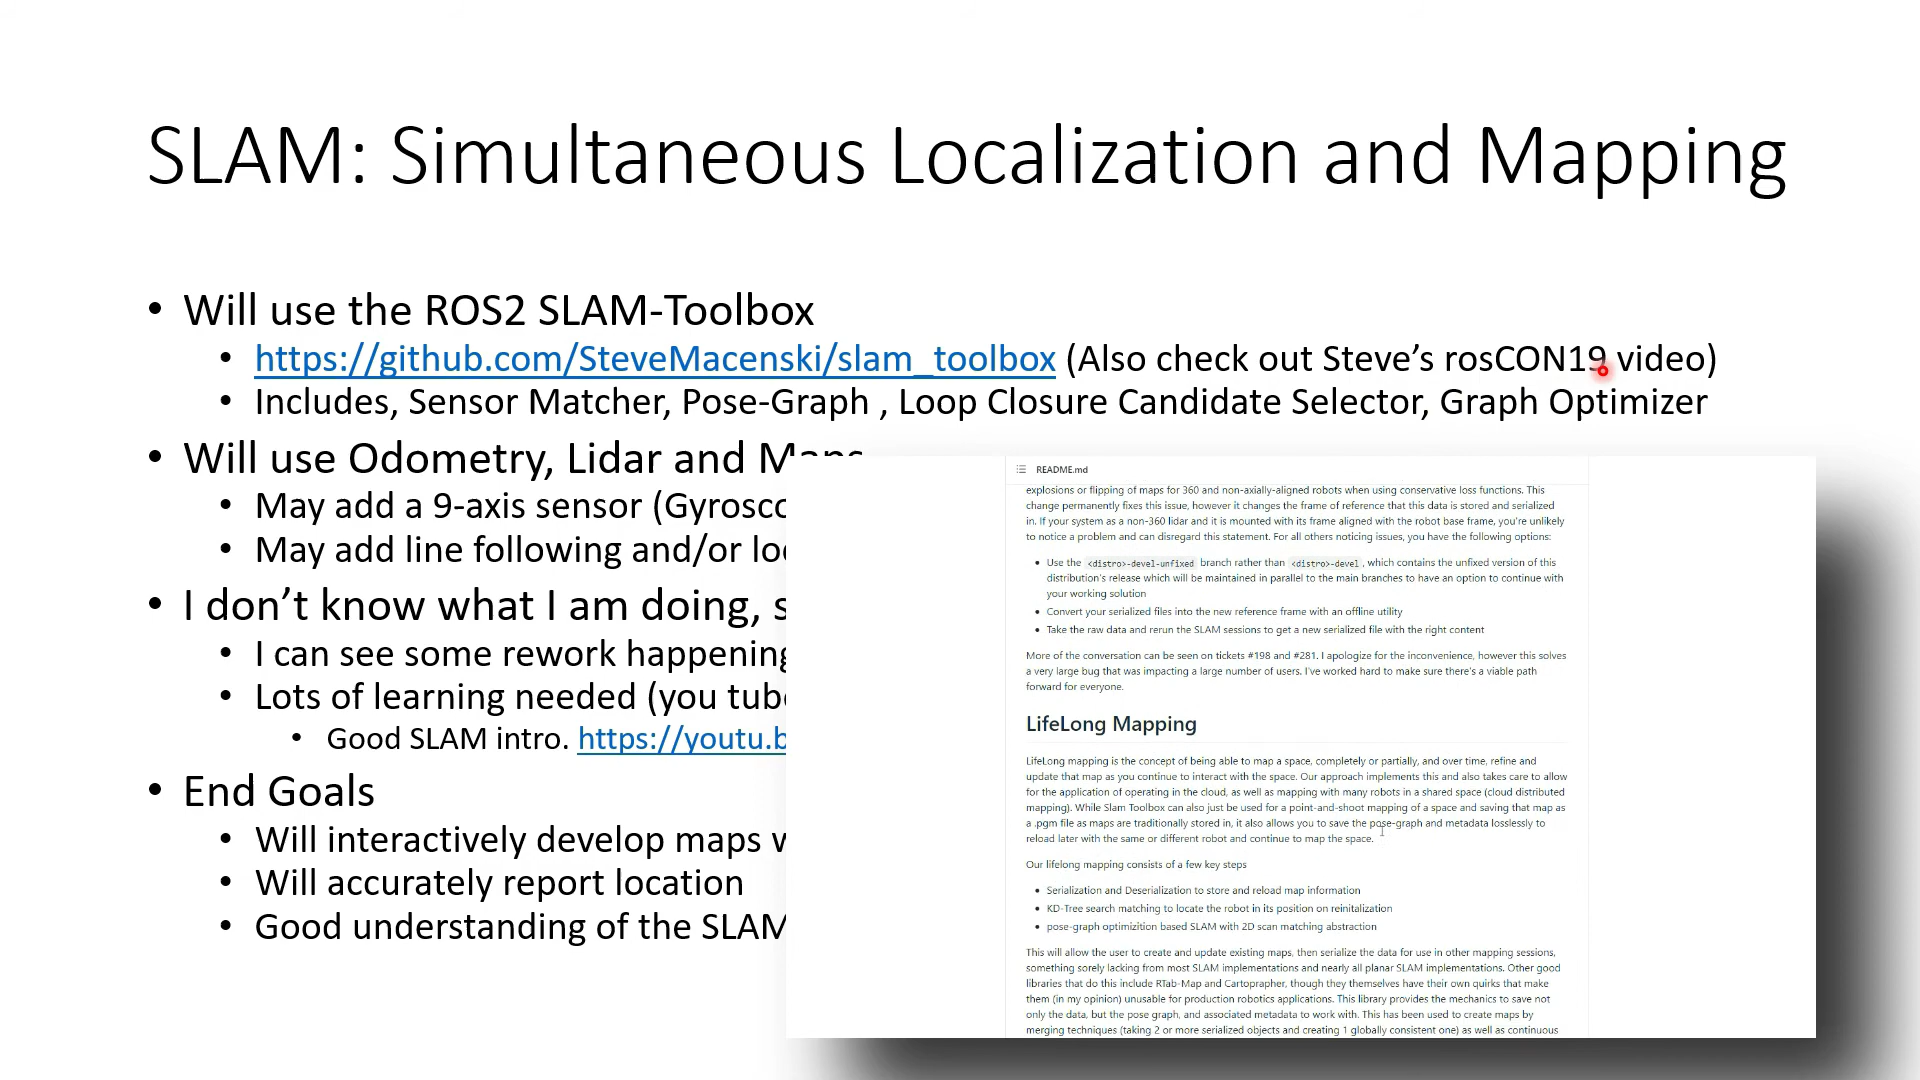 SLAM: Simultaneous Localization and Mapping
• Will use the ROS2 SLAM-Toolbox
• https://github.com/SteveMacenski/slam_toolbox (Also check out Steve’s rosCON19 video)
• Includes, Sensor Matcher, Pose-Graph , Loop Closure Candidate Selector, Graph Optimizer
• Will use Odometry, Lidar and Maps
• May add a 9-axis sensor (Gyrosco
• May add line following and/or lo
• I don’t know what I am doing, s
• I can see some rework happening
• Lots of learning needed (you tub
• Good SLAM intro. https://youtu.b
• End Goals
• Will interactively develop maps w
• Will accurately report location
• Good understanding of the SLAM
README.md
explosions or flipping of maps for 360 and non-axially-aligned robots when using conservative loss functions. This
change permanently fixes this issue, however it changes the frame of reference that this data is stored and serialized
in. If your system as a non-360 lidar and it is mounted with its frame aligned with the robot base frame, you're unlikely
to notice a problem and can disregard this statement. For all others noticing issues, you have the following options:
• Use the <distro>-devel-unfixed branch rather than <distro>-devel, which contains the unfixed version of this
distribution's release which will be maintained in parallel to the main branches to have an option to continue with
your working solution
• Convert your serialized files into the new reference frame with an offline utility
• Take the raw data and rerun the SLAM sessions to get a new serialized file with the right content
More of the conversation can be seen on tickets #198 and #281. I apologize for the inconvenience, however this solves
a very large bug that was impacting a large number of users. I've worked hard to make sure there's a viable path
forward for everyone.
LifeLong Mapping
LifeLong mapping is the concept of being able to map a space, completely or partially, and over time, refine and
update that map as you continue to interact with the space. Our approach implements this and also takes care to allow
for the application of operating in the cloud, as well as mapping with many robots in a shared space (cloud distributed
mapping). While Slam Toolbox can also just be used for a point-and-shoot mapping of a space and saving that map as
a .pgm file as maps are traditionally stored in, it also allows you to save the pose-graph and metadata losslessly to
reload later with the same or different robot and continue to map the space.
Our lifelong mapping consists of a few key steps
• Serialization and Deserialization to store and reload map information
• KD-Tree search matching to locate the robot in its position on reinitalization
• pose-graph optimizition based SLAM with 2D scan matching abstraction
This will allow the user to create and update existing maps, then serialize the data for use in other mapping sessions,
something sorely lacking from most SLAM implementations and nearly all planar SLAM implementations. Other good
libraries that do this include RTab-Map and Cartoprapher, though they themselves have their own quirks that make
them (in my opinion) unusable for production robotics applications. This library provides the mechanics to save not
only the data, but the pose graph, and associated metadata to work with. This has been used to create maps by
merging techniques (taking 2 or more serialized objects and creating 1 globally consistent one) as well as continuous